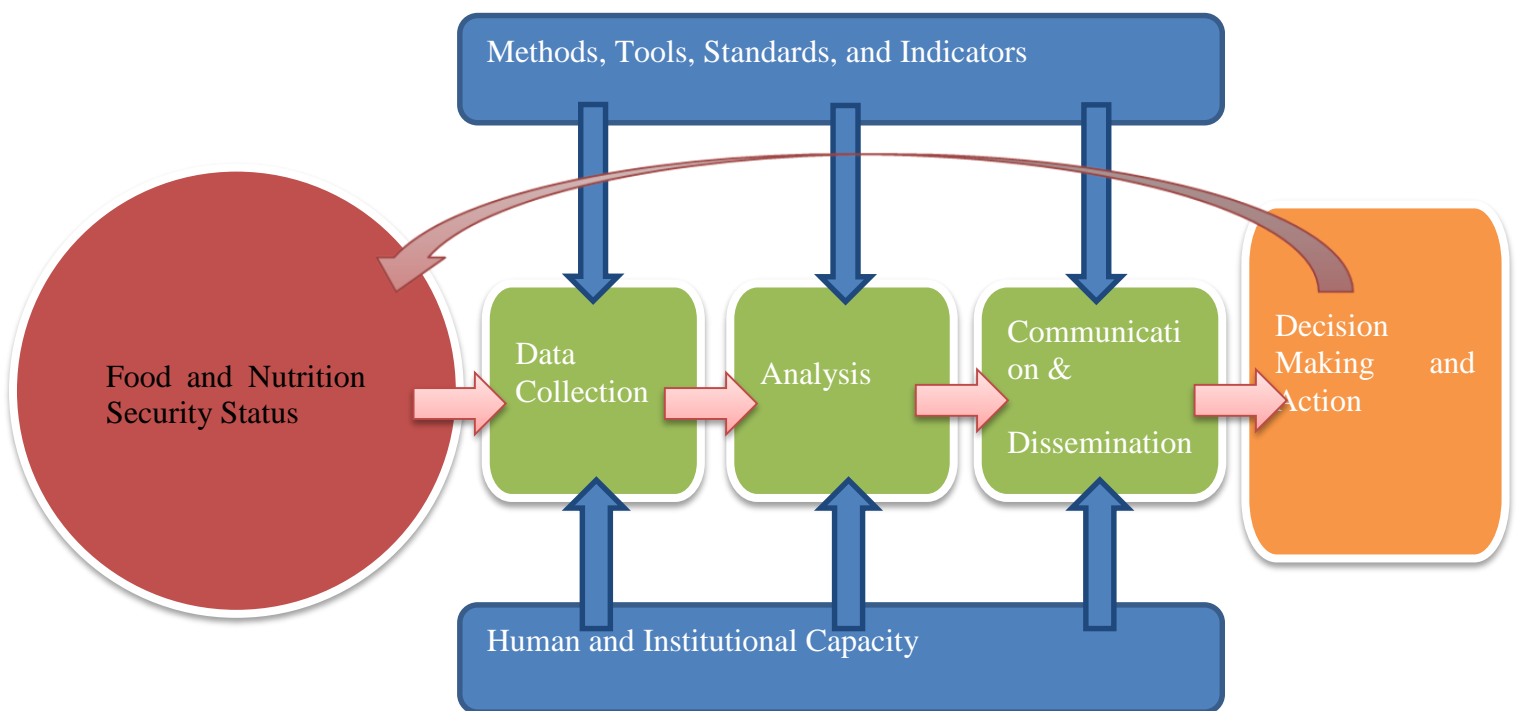 Methods, Tools, Standards, and Indicators
Food and Nutrition
Security Status
Data
Collection
Analysis
Communicati
on &
Dissemination
Decision
Making and
Action
Human and Institutional Capacity